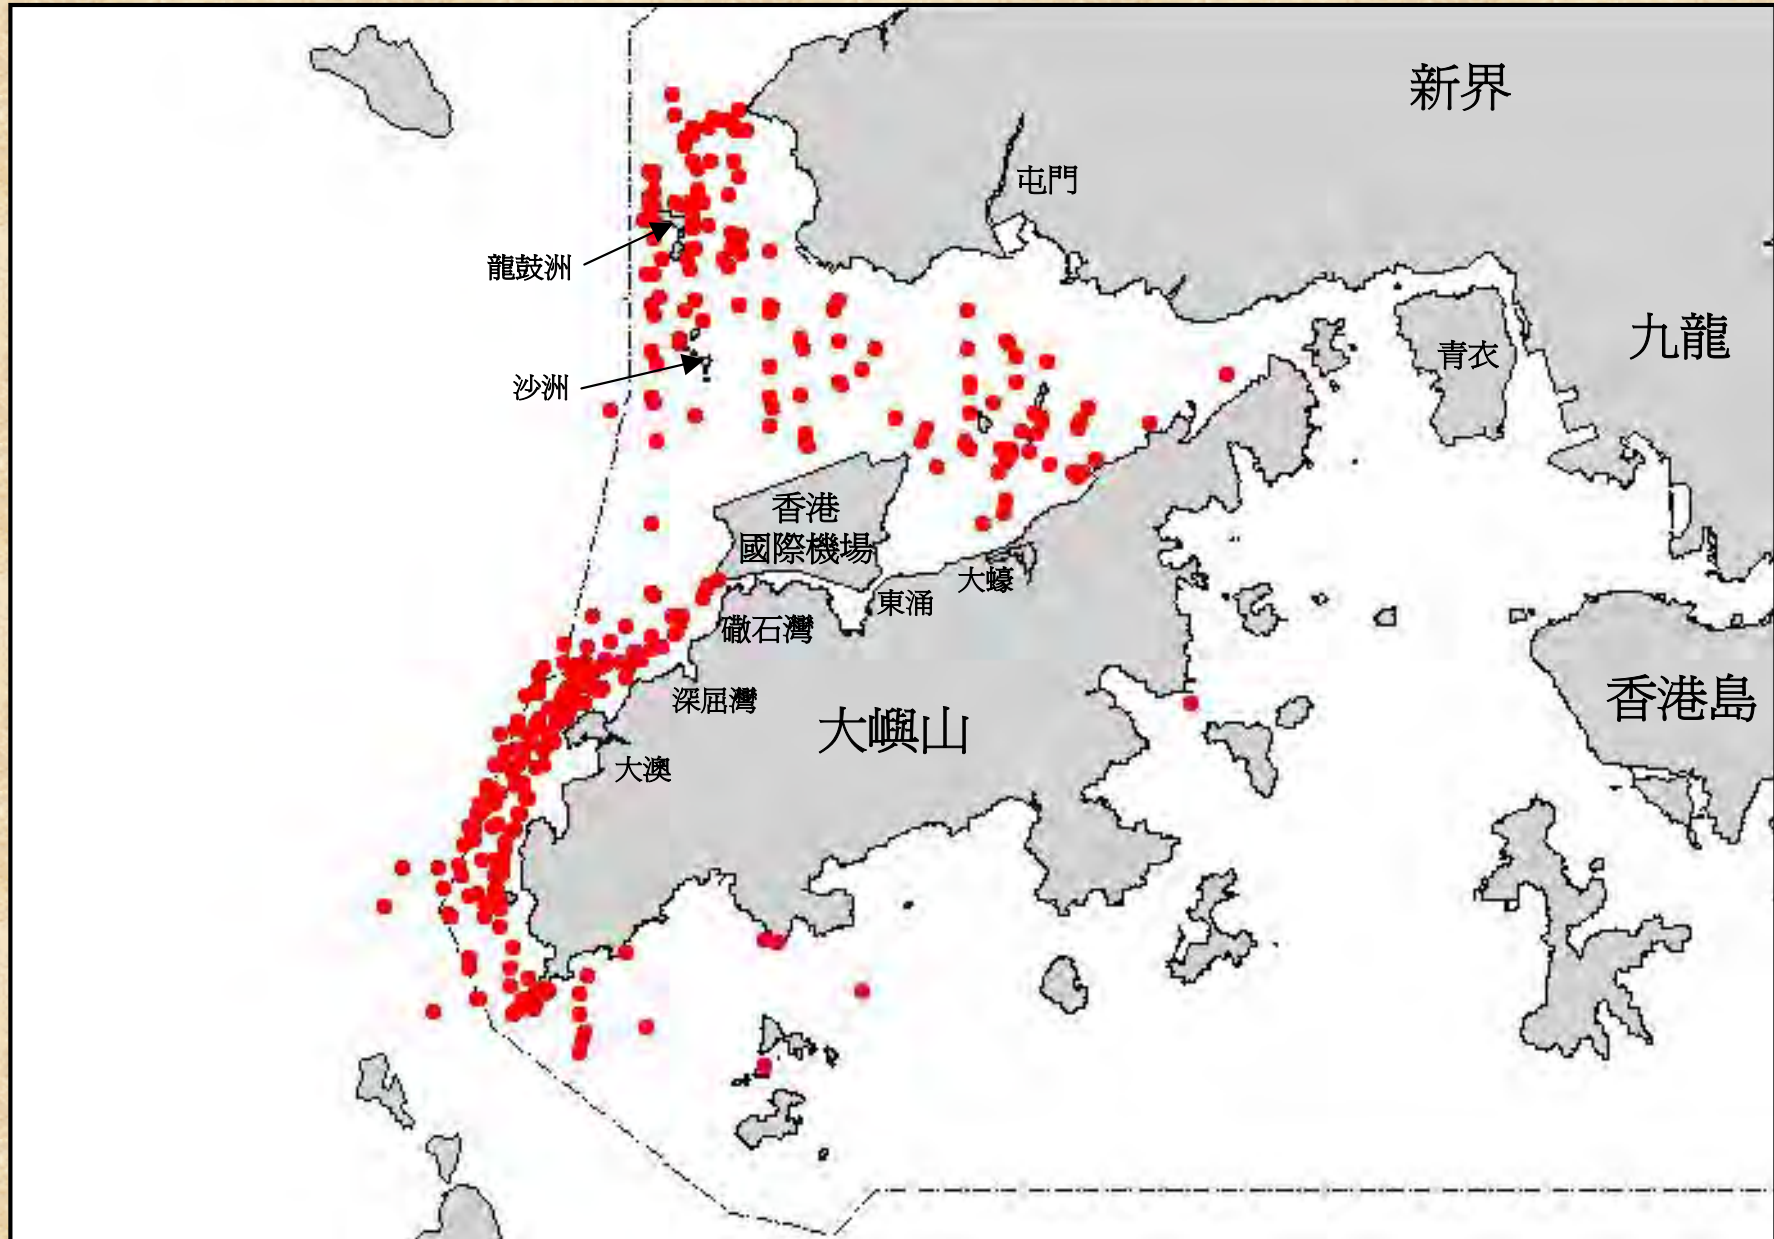 新界
屯門
龍鼓洲
九龍
青衣
沙洲
香港
國際機場
大蠔
東涌
䃟石灣
深屈灣
香港島
大嶼山
大澳